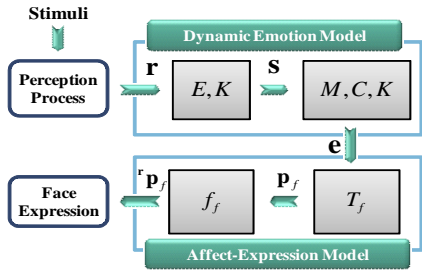 Stimuli
Dynamic Emotion Model
Perception
Process
r
E, K
s
M, C, K
e
Face
Expression
ʳp_f
f_f
p_f
T_f
Affect-Expression Model